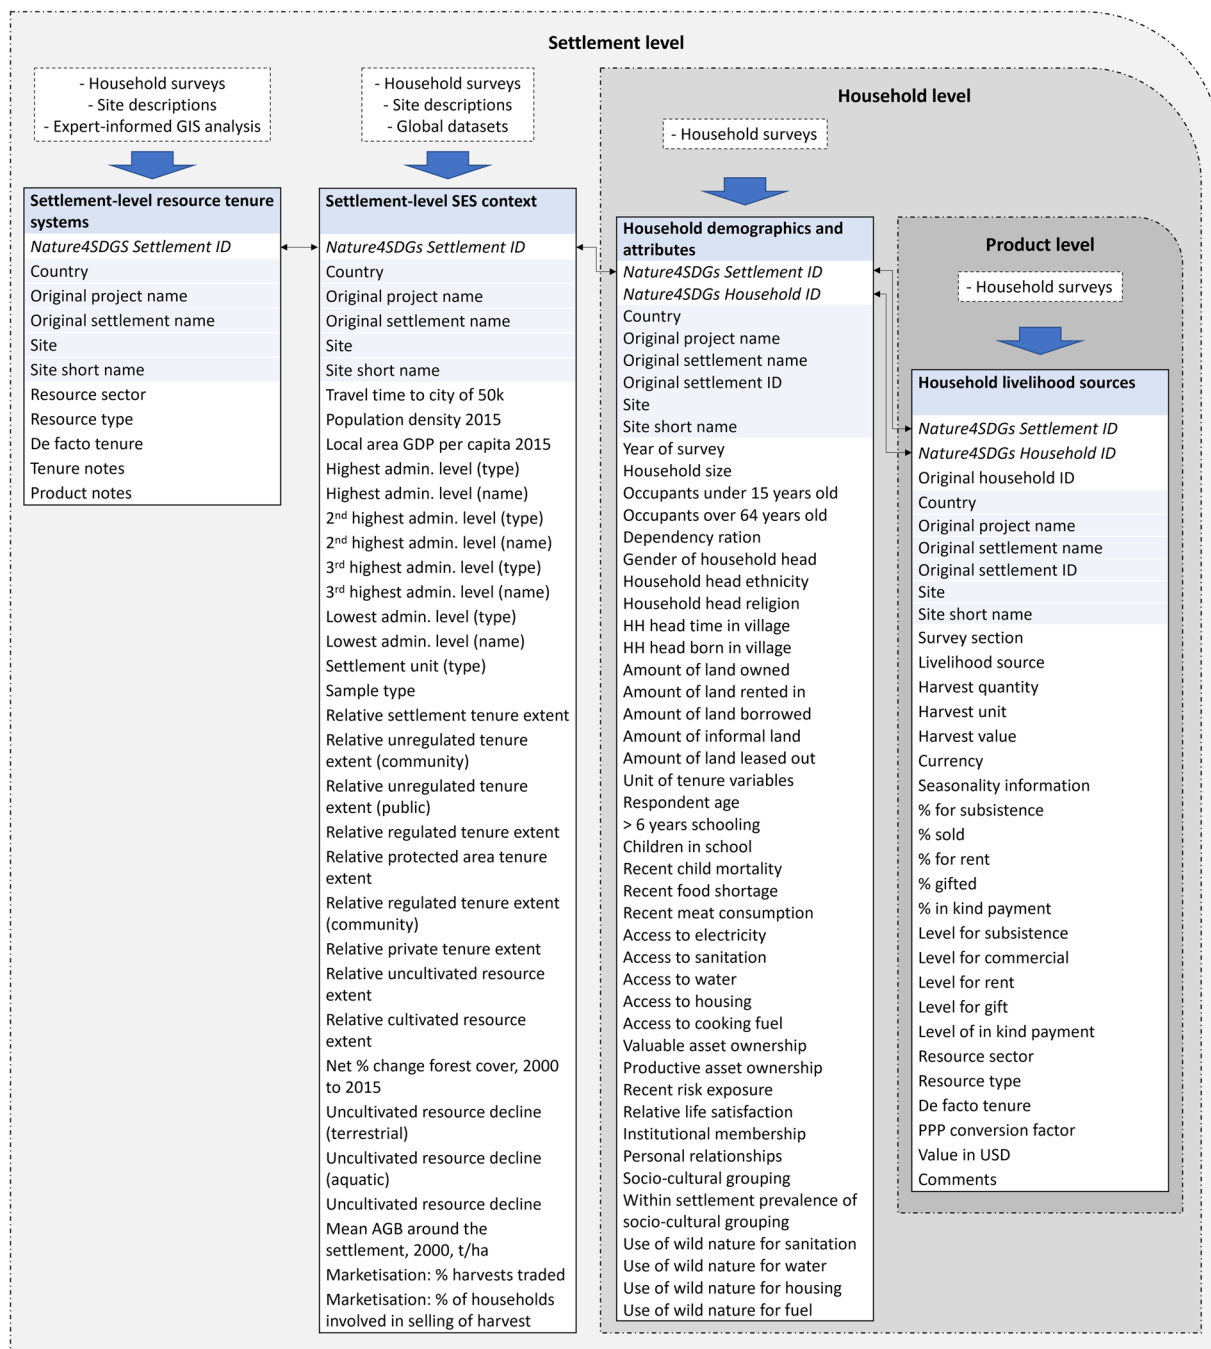 Settlement level
- Household surveys
- Site descriptions
- Expert-informed GIS analysis
Settlement-level resource tenure
systems
Nature4SDGS Settlement ID
Country
Original project name
Original settlement name
Site
Site short name
Resource sector
Resource type
De facto tenure
Tenure notes
Product notes
- Household surveys
- Site descriptions
- Global datasets
Settlement-level SES context
Nature4SDGs Settlement ID
Country
Original project name
Original settlement name
Site
Site short name
Travel time to city of 50k
Population density 2015
Local area GDP per capita 2015
Highest admin. level (type)
Highest admin. level (name)
2nd highest admin. level (type)
2nd highest admin. level (name)
3rd highest admin. level (type)
3rd highest admin. level (name)
Lowest admin. level (type)
Lowest admin. level (name)
Settlement unit (type)
Sample type
Relative settlement tenure extent
Relative unregulated tenure
extent (community)
Relative unregulated tenure
extent (public)
Relative regulated tenure extent
Relative protected area tenure
extent
Relative regulated tenure extent
(community)
Relative private tenure extent
Relative uncultivated resource
extent
Relative cultivated resource
extent
Net % change forest cover, 2000
to 2015
Uncultivated resource decline
(terrestrial)
Uncultivated resource decline
(aquatic)
Uncultivated resource decline
Mean AGB around the
settlement, 2000, t/ha
Marketisation: % harvests traded
Marketisation: % of households
involved in selling of harvest
Household level
- Household surveys
Household demographics and
attributes
Nature4SDGs Settlement ID
Nature4SDGs Household ID
Country
Original project name
Original settlement name
Original settlement ID
Site
Site short name
Year of survey
Household size
Occupants under 15 years old
Occupants over 64 years old
Dependency ration
Gender of household head
Household head ethnicity
Household head religion
HH head time in village
HH head born in village
Amount of land owned
Amount of land rented in
Amount of land borrowed
Amount of informal land
Amount of land leased out
Unit of tenure variables
Respondent age
> 6 years schooling
Children in school
Recent child mortality
Recent food shortage
Recent meat consumption
Access to electricity
Access to sanitation
Access to water
Access to housing
Access to cooking fuel
Valuable asset ownership
Productive asset ownership
Recent risk exposure
Relative life satisfaction
Institutional membership
Personal relationships
Socio-cultural grouping
Within settlement prevalence of
socio-cultural grouping
Use of wild nature for sanitation
Use of wild nature for water
Use of wild nature for housing
Use of wild nature for fuel
Product level
- Household surveys
Household livelihood sources
Nature4SDGs Settlement ID
Nature4SDGs Household ID
Original household ID
Country
Original project name
Original settlement name
Original settlement ID
Site
Site short name
Survey section
Livelihood source
Harvest quantity
Harvest unit
Harvest value
Currency
Seasonality information
% for subsistence
% sold
% for rent
% gifted
% in kind payment
Level for subsistence
Level for commercial
Level for rent
Level for gift
Level of in kind payment
Resource sector
Resource type
De facto tenure
PPP conversion factor
Value in USD
Comments